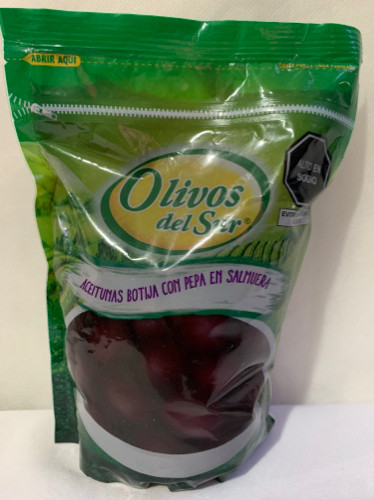 ABRIR AQUÍ
Olivos
del Sur®
ALTO EN
SODIO
ACEITUNAS BOTIJA CON PEPA EN SALMUERA